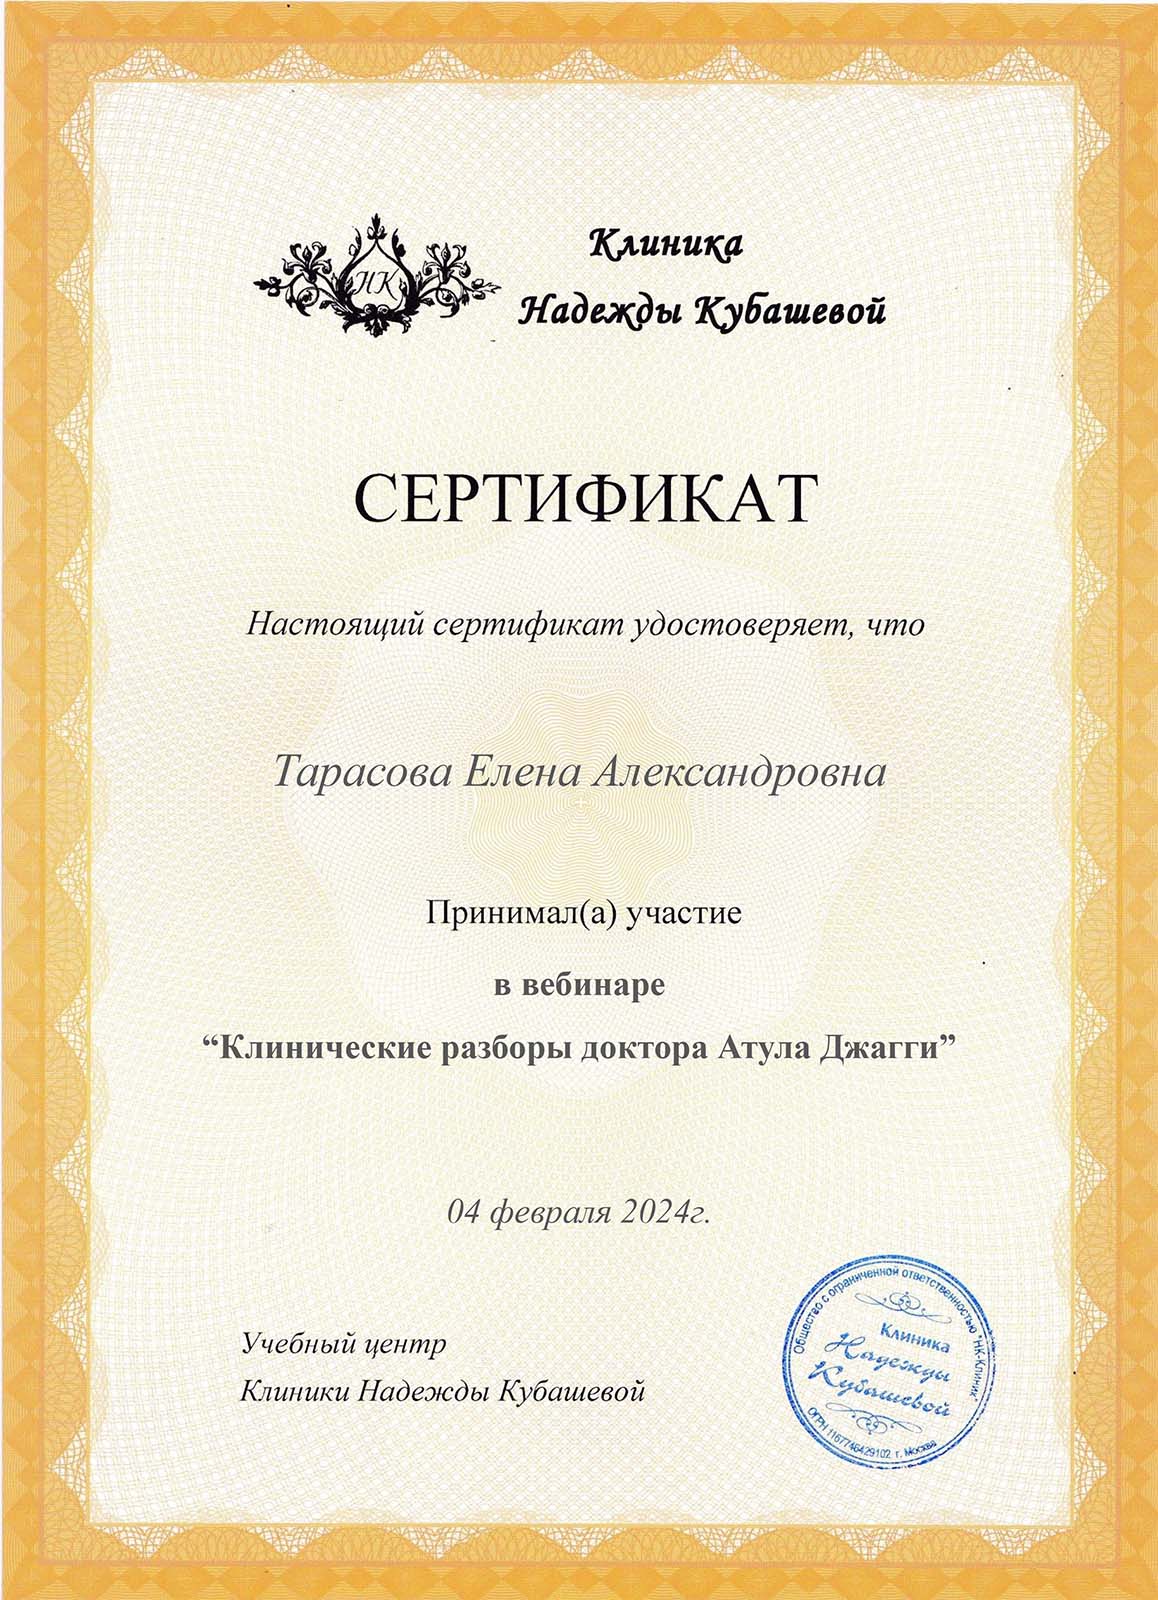 НК
Клиника
Надежды Кубашевой
СЕРТИФИКАТ
Настоящий сертификат удостоверяет, что
Тарасова Елена Александровна
Принимал(а) участие
в вебинаре
“Клинические разборы доктора Атула Джагги”
04 февраля 2024г.
Учебный центр
Клиники Надежды Кубашевой
Общество с ограниченной ответственностью "НК-Клиник"
Клиника
Надежды
Кубашевой
ОГРН 1167746429102 г. Москва